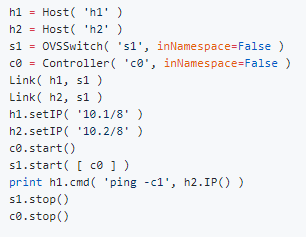 h1 = Host( 'h1' )
h2 = Host( 'h2' )
s1 = OVSSwitch( 's1', inNamespace=False )
c0 = Controller( 'c0', inNamespace=False )
Link( h1, s1 )
Link( h2, s1 )
h1.setIP( '10.1/8' )
h2.setIP( '10.2/8' )
c0.start()
s1.start( [ c0 ] )
print h1.cmd( 'ping -c1', h2.IP() )
s1.stop()
c0.stop()